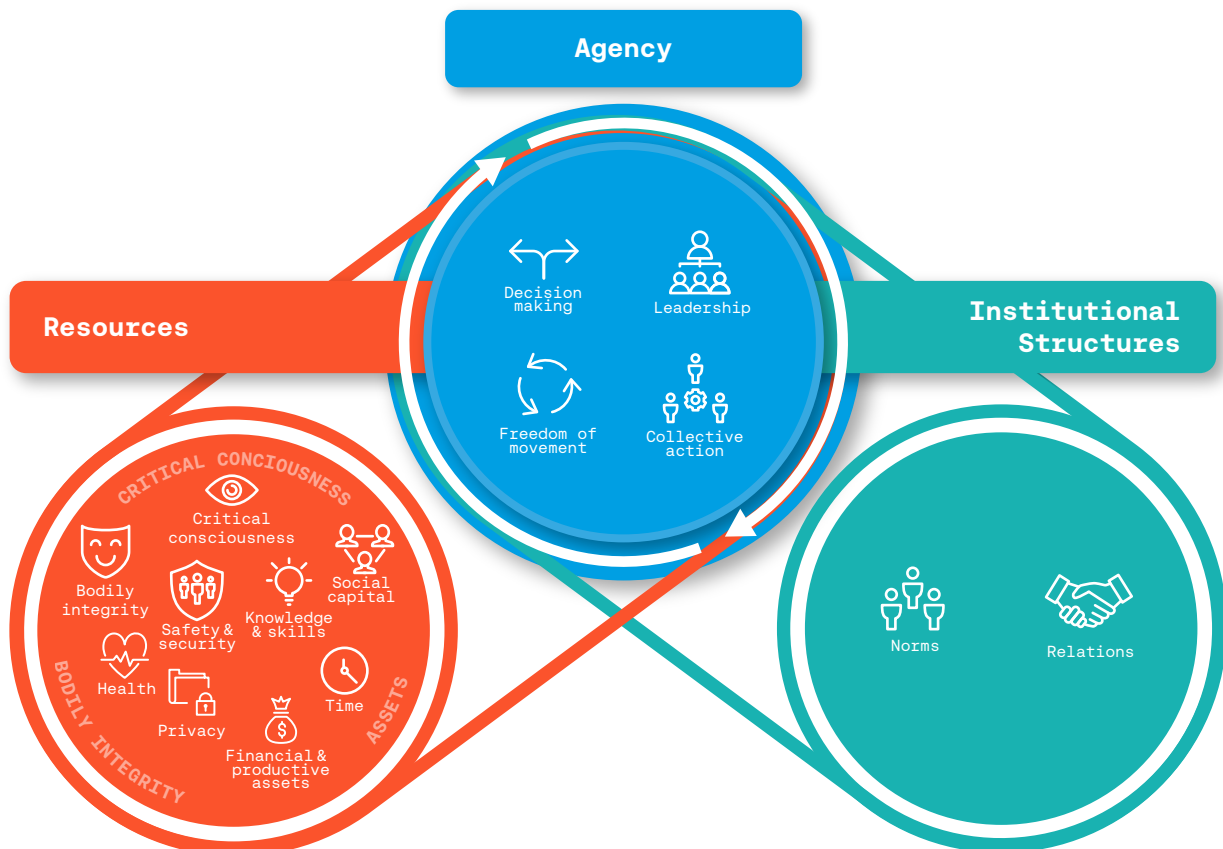 Agency
Decision
making
Leadership
Freedom of
movement
Collective
action
Resources
Institutional
Structures
CRITICAL CONCIOUSNESS
Critical
consciousness
Bodily
integrity
Social
capital
Safety &
security
Knowledge
& skills
Health
Time
Privacy
Financial &
productive
assets
BODILY INTEGRITY
ASSETS
Norms
Relations
$